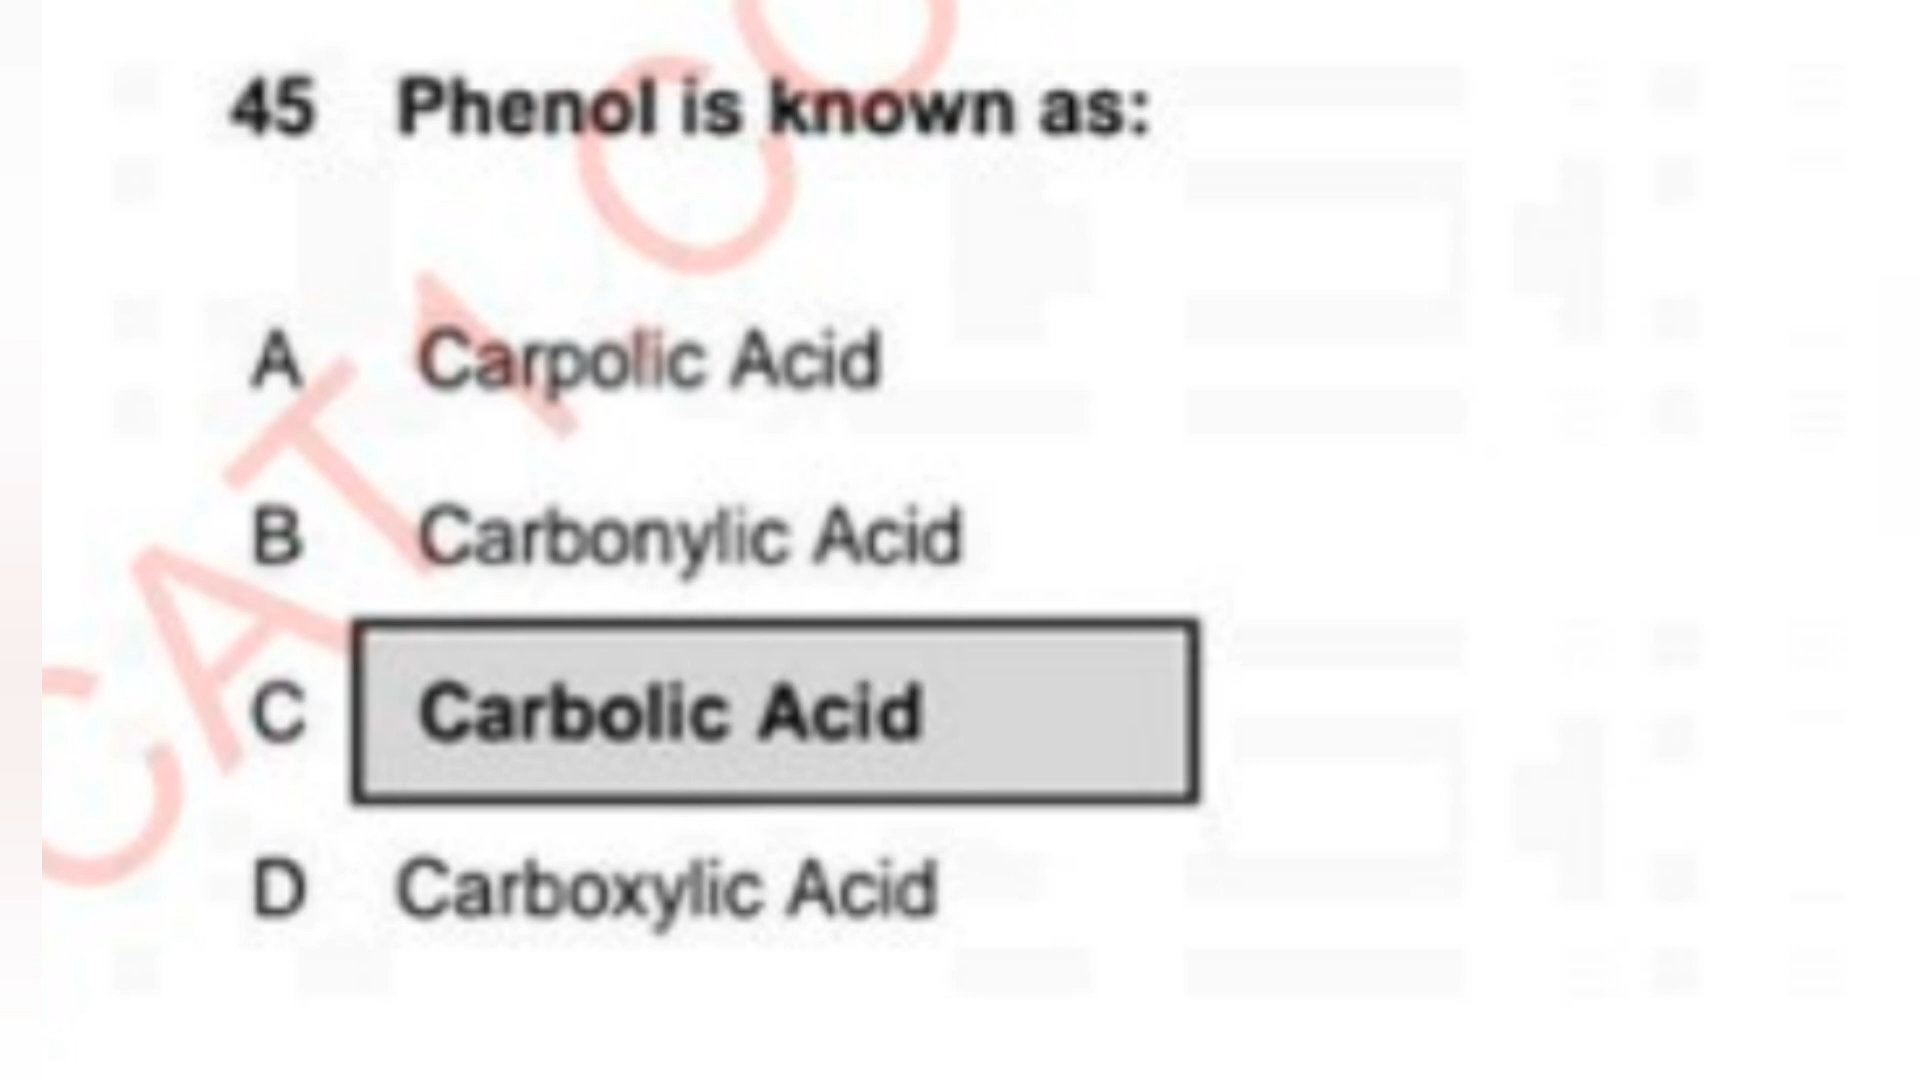 45 Phenol is known as:
A Carpolic Acid
B Carbonylic Acid
C Carbolic Acid
D Carboxylic Acid